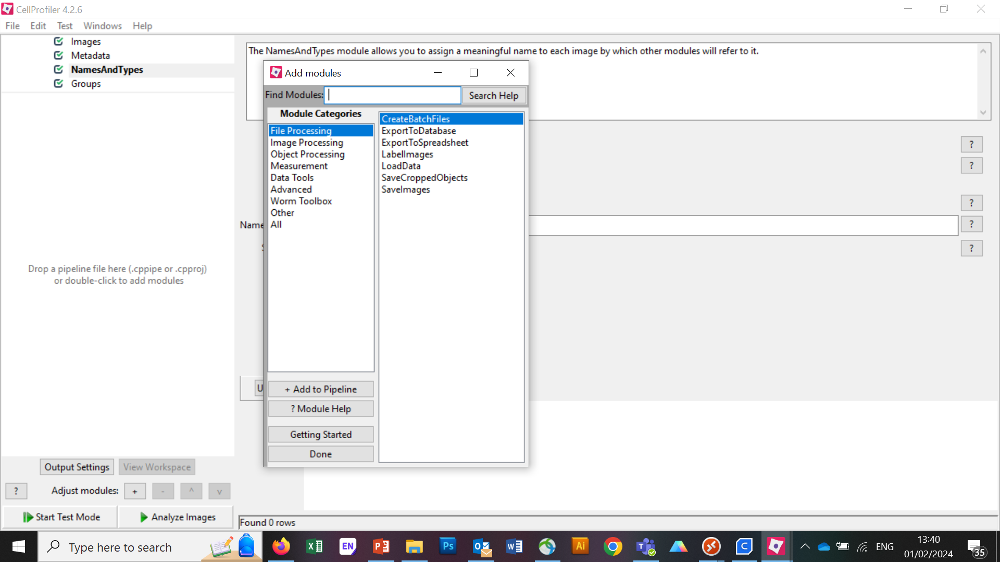 CellProfiler 4.2.6
File Edit Test Windows Help
Images
Metadata
NamesAndTypes
Groups
The NamesAndTypes module allows you to assign a meaningful name to each image by which other modules will refer to it.
Add modules
Find Modules:
Search Help
Module Categories
File Processing
Image Processing
Object Processing
Measurement
Data Tools
Advanced
Worm Toolbox
Other
All
CreateBatchFiles
ExportToDatabase
ExportToSpreadsheet
LabelImages
LoadData
SaveCroppedObjects
SaveImages
+ Add to Pipeline
? Module Help
Getting Started
Done
?
?
?
Name
?
?
U
Drop a pipeline file here (.cppipe or .cpproj)
or double-click to add modules
Output Settings
View Workspace
?
Adjust modules:
+
-
^
v
Start Test Mode
Analyze Images
Found 0 rows
Type here to search
EN
Ps
Ai
ENG
13:40
01/02/2024
35